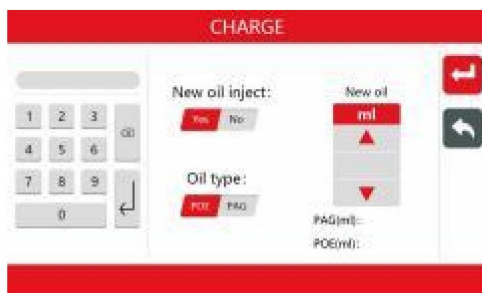 CHARGE
New oil inject:
Yes No
New oil
ml
1 2 3
4 5 6
7 8 9
0
Oil type:
POE PAG
PAG(ml):
POE(ml):